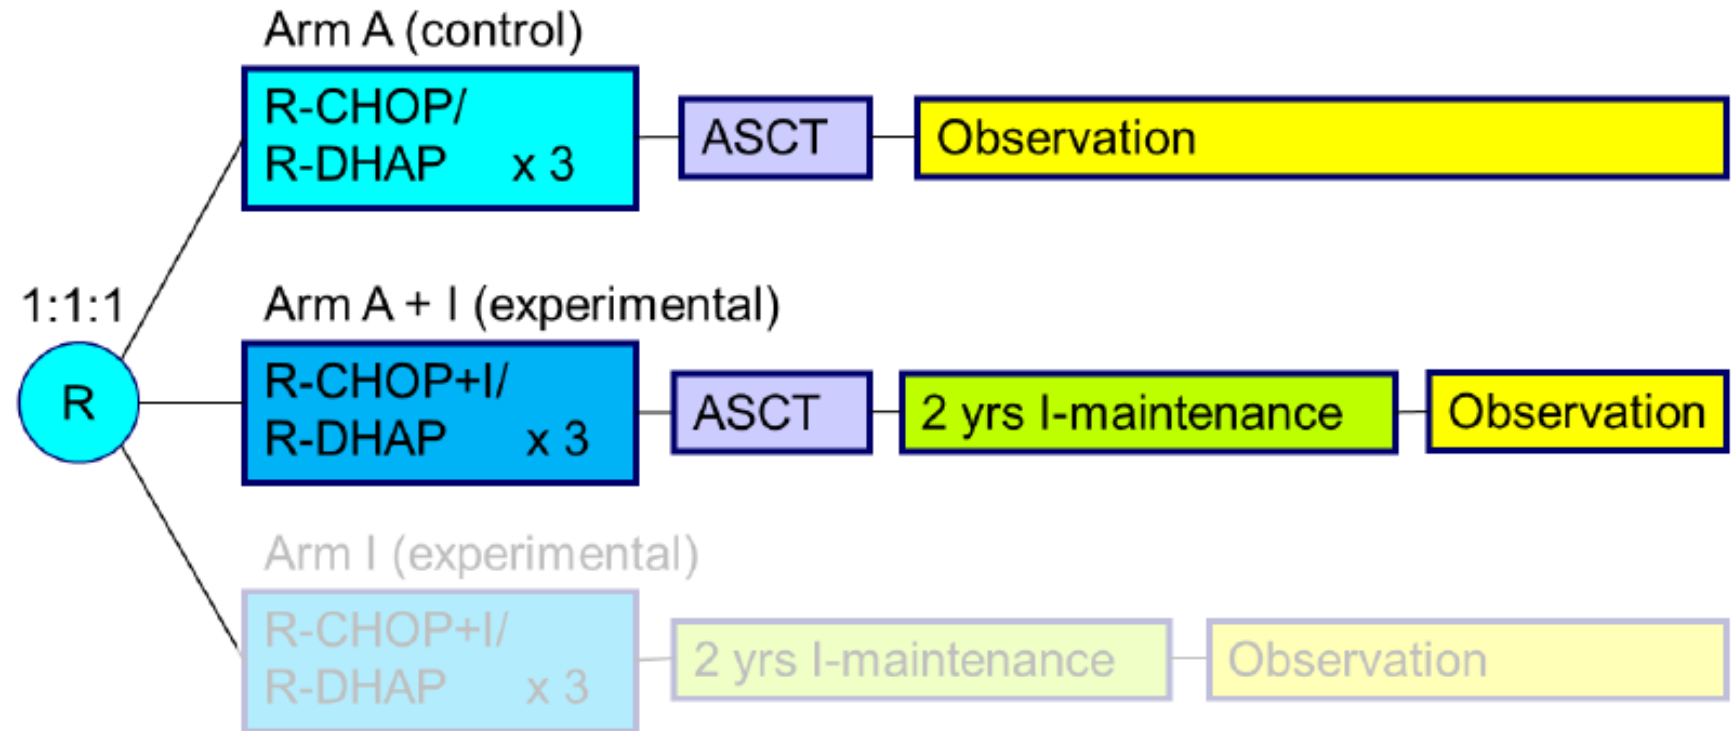 Arm A (control)
R-CHOP/
R-DHAP x 3
ASCT
Observation
1:1:1
R
Arm A + I (experimental)
R-CHOP+I/
R-DHAP x 3
ASCT
2 yrs I-maintenance
Observation
Arm I (experimental)
R-CHOP+I/
R-DHAP x 3
2 yrs I-maintenance
Observation